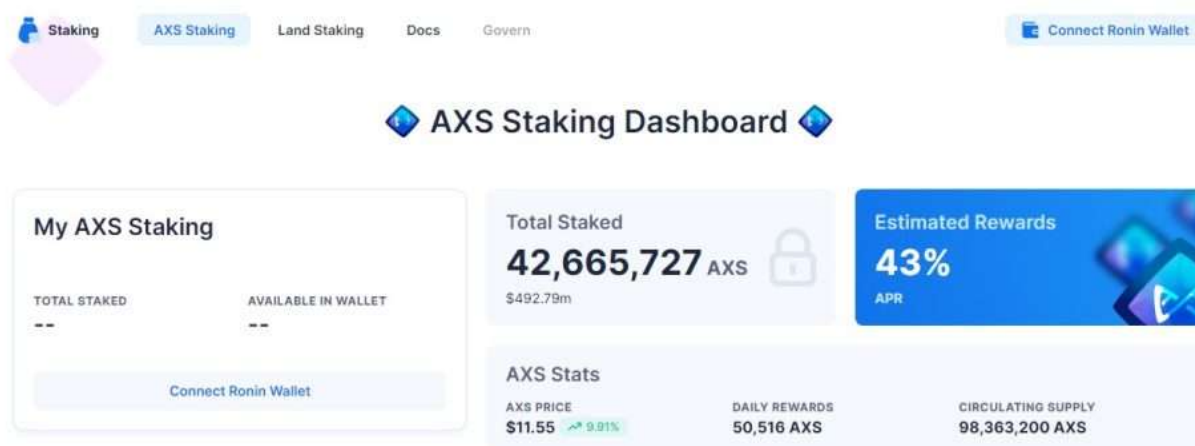 Staking AXS Staking Land Staking Docs Govern Connect Ronin Wallet
AXS Staking Dashboard
My AXS Staking
TOTAL STAKED AVAILABLE IN WALLET
-- --
Connect Ronin Wallet
Total Staked
42,665,727 AXS
$492.79m
Estimated Rewards
43%
APR
AXS Stats
AXS PRICE DAILY REWARDS CIRCULATING SUPPLY
$11.55 9.91% 50,516 AXS 98,363,200 AXS